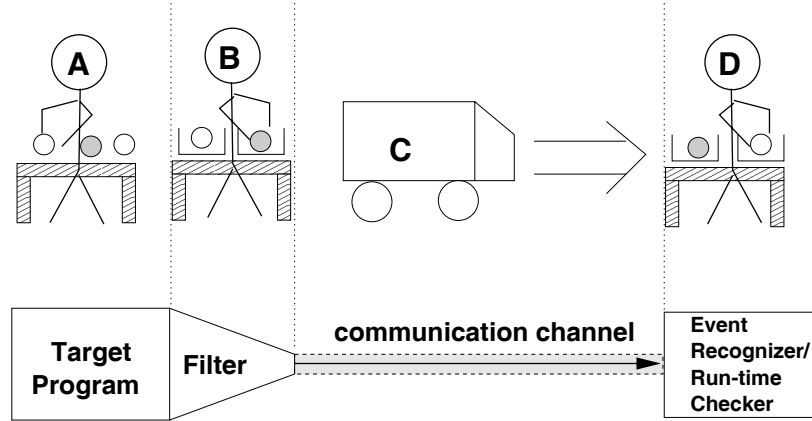 A
B
C
D
communication channel
Target
Program
Filter
Event
Recognizer/
Run-time
Checker